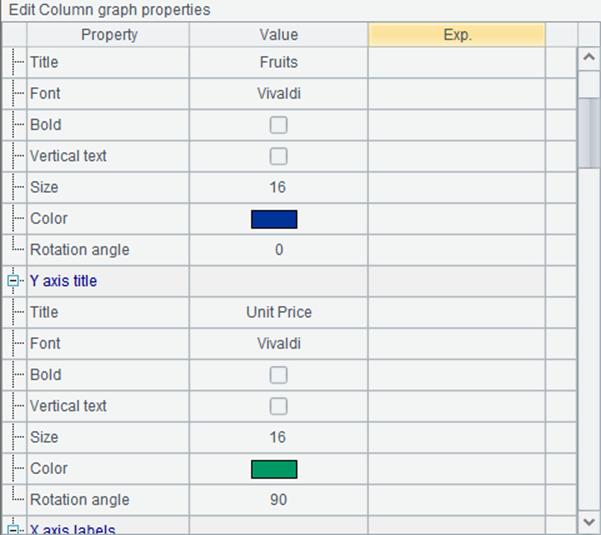 Edit Column graph properties
Property Value Exp.
Title Fruits
Font Vivaldi
Bold
Vertical text
Size 16
Color
Rotation angle 0
Y axis title
Title Unit Price
Font Vivaldi
Bold
Vertical text
Size 16
Color
Rotation angle 90
X axis labels